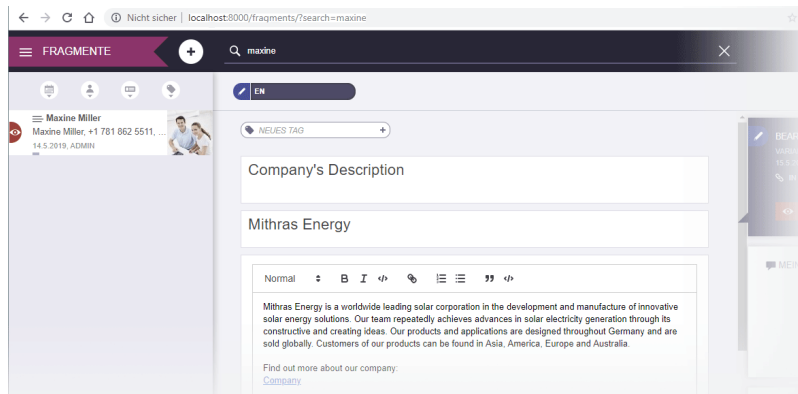 Nicht sicher | localhost:8000/fragments/?search=maxine
FRAGMENTE
maxine
EN
Maxine Miller
Maxine Miller, +1 781 862 5511, ...
14.5.2019, ADMIN
NEUES TAG
Company's Description
Mithras Energy
Normal
Mithras Energy is a worldwide leading solar corporation in the development and manufacture of innovative
solar energy solutions. Our team repeatedly achieves advances in solar electricity generation through its
constructive and creating ideas. Our products and applications are designed throughout Germany and are
sold globally. Customers of our products can be found in Asia, America, Europe and Australia.
Find out more about our company:
Company
BEAR
MEIN